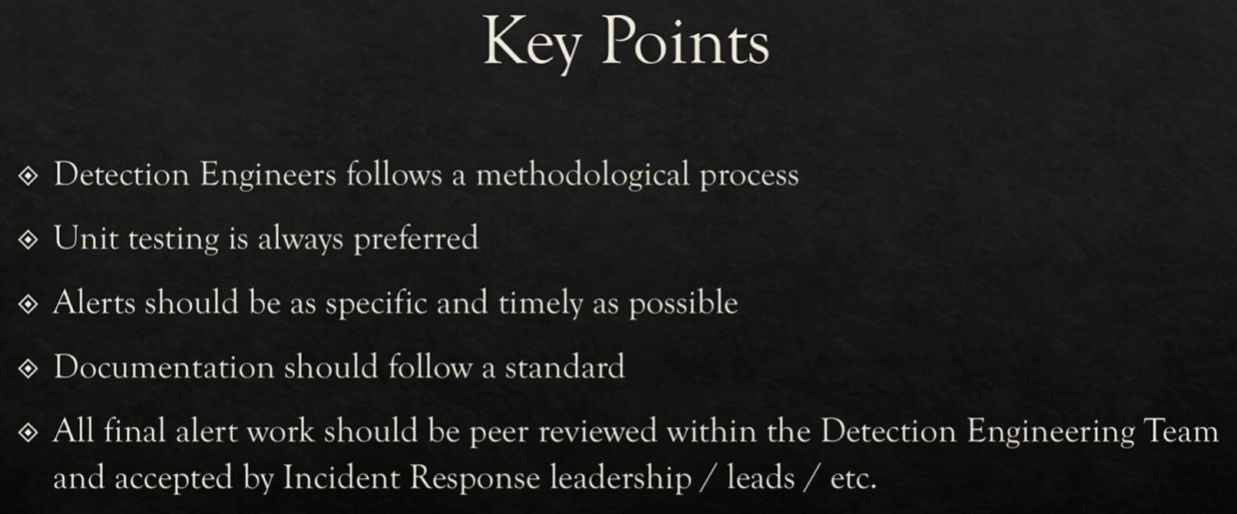 Key Points
Detection Engineers follows a methodological process
Unit testing is always preferred
Alerts should be as specific and timely as possible
Documentation should follow a standard
All final alert work should be peer reviewed within the Detection Engineering Team
and accepted by Incident Response leadership / leads / etc.